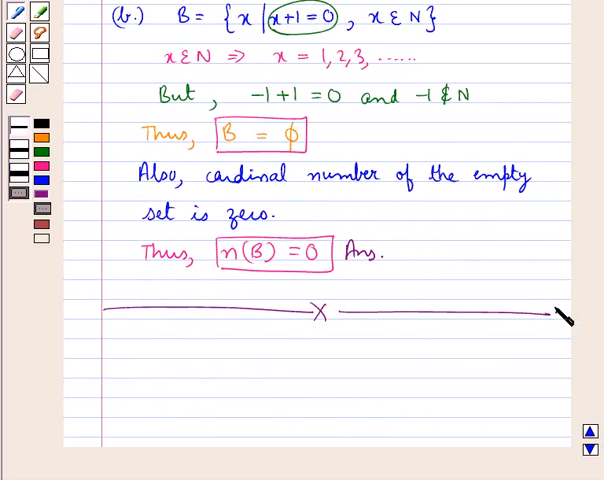 (b.) B = { x | x+1 = 0 , x ε N }
x ε N ⇒ x = 1, 2, 3, ......
But , -1+1 = 0 and -1 ∉ N
Thus, B = ϕ
Also, cardinal number of the empty
set is zero.
Thus, n(B) = 0 Ans.
X